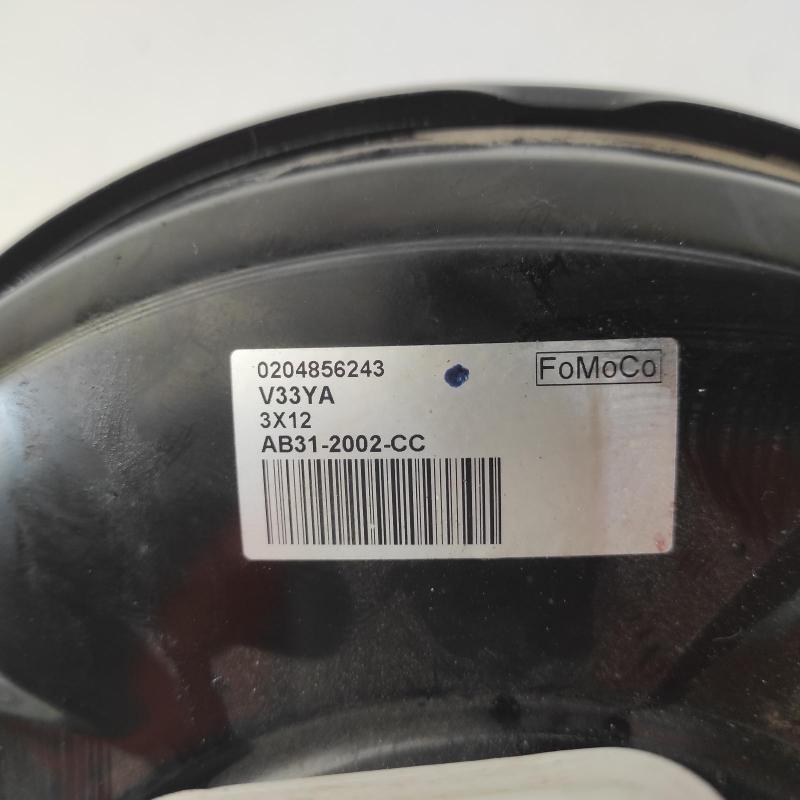 0204856243
FoMoCo
V33YA
3X12
AB31-2002-CC